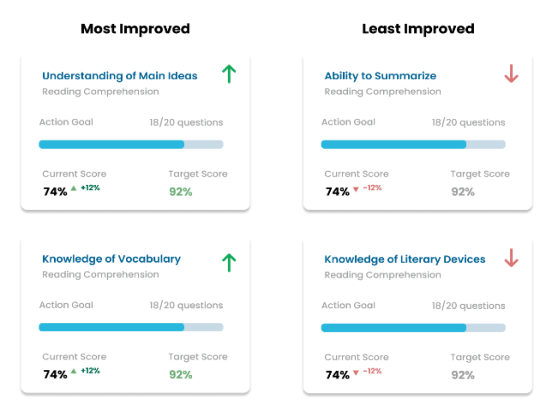 Most Improved
Least Improved
Understanding of Main Ideas
Reading Comprehension
Action Goal 18/20 questions
Current Score Target Score
74% ▲ +12% 92%
Ability to Summarize
Reading Comprehension
Action Goal 18/20 questions
Current Score Target Score
74% ▼ -12% 92%
Knowledge of Vocabulary
Reading Comprehension
Action Goal 18/20 questions
Current Score Target Score
74% ▲ +12% 92%
Knowledge of Literary Devices
Reading Comprehension
Action Goal 18/20 questions
Current Score Target Score
74% ▼ -12% 92%